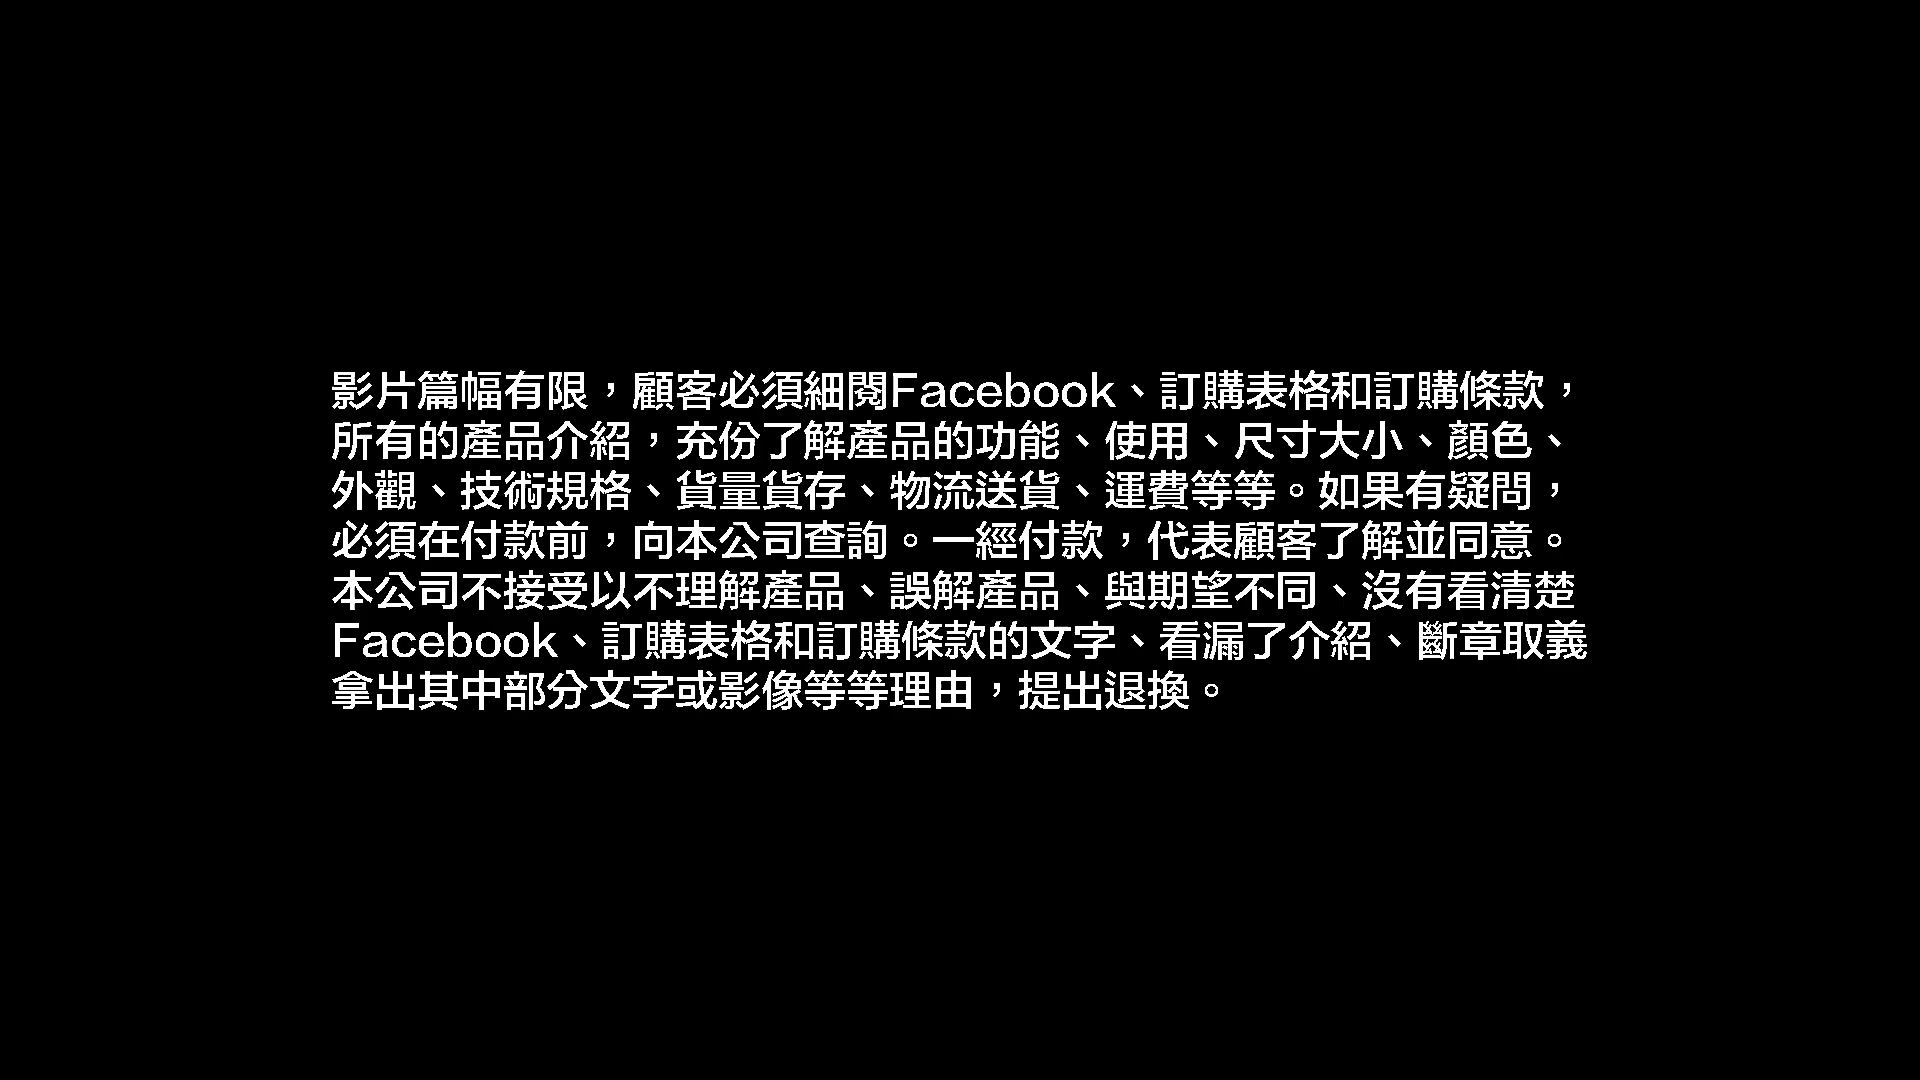 影片篇幅有限，顧客必須細閱Facebook、訂購表格和訂購條款，
所有的產品介紹，充份了解產品的功能、使用、尺寸大小、顏色、
外觀、技術規格、貨量貨存、物流送貨、運費等等。如果有疑問，
必須在付款前，向本公司查詢。一經付款，代表顧客了解並同意。
本公司不接受以不理解產品、誤解產品、與期望不同、沒有看清楚
Facebook、訂購表格和訂購條款的文字、看漏了介紹、斷章取義
拿出其中部分文字或影像等等理由，提出退換。